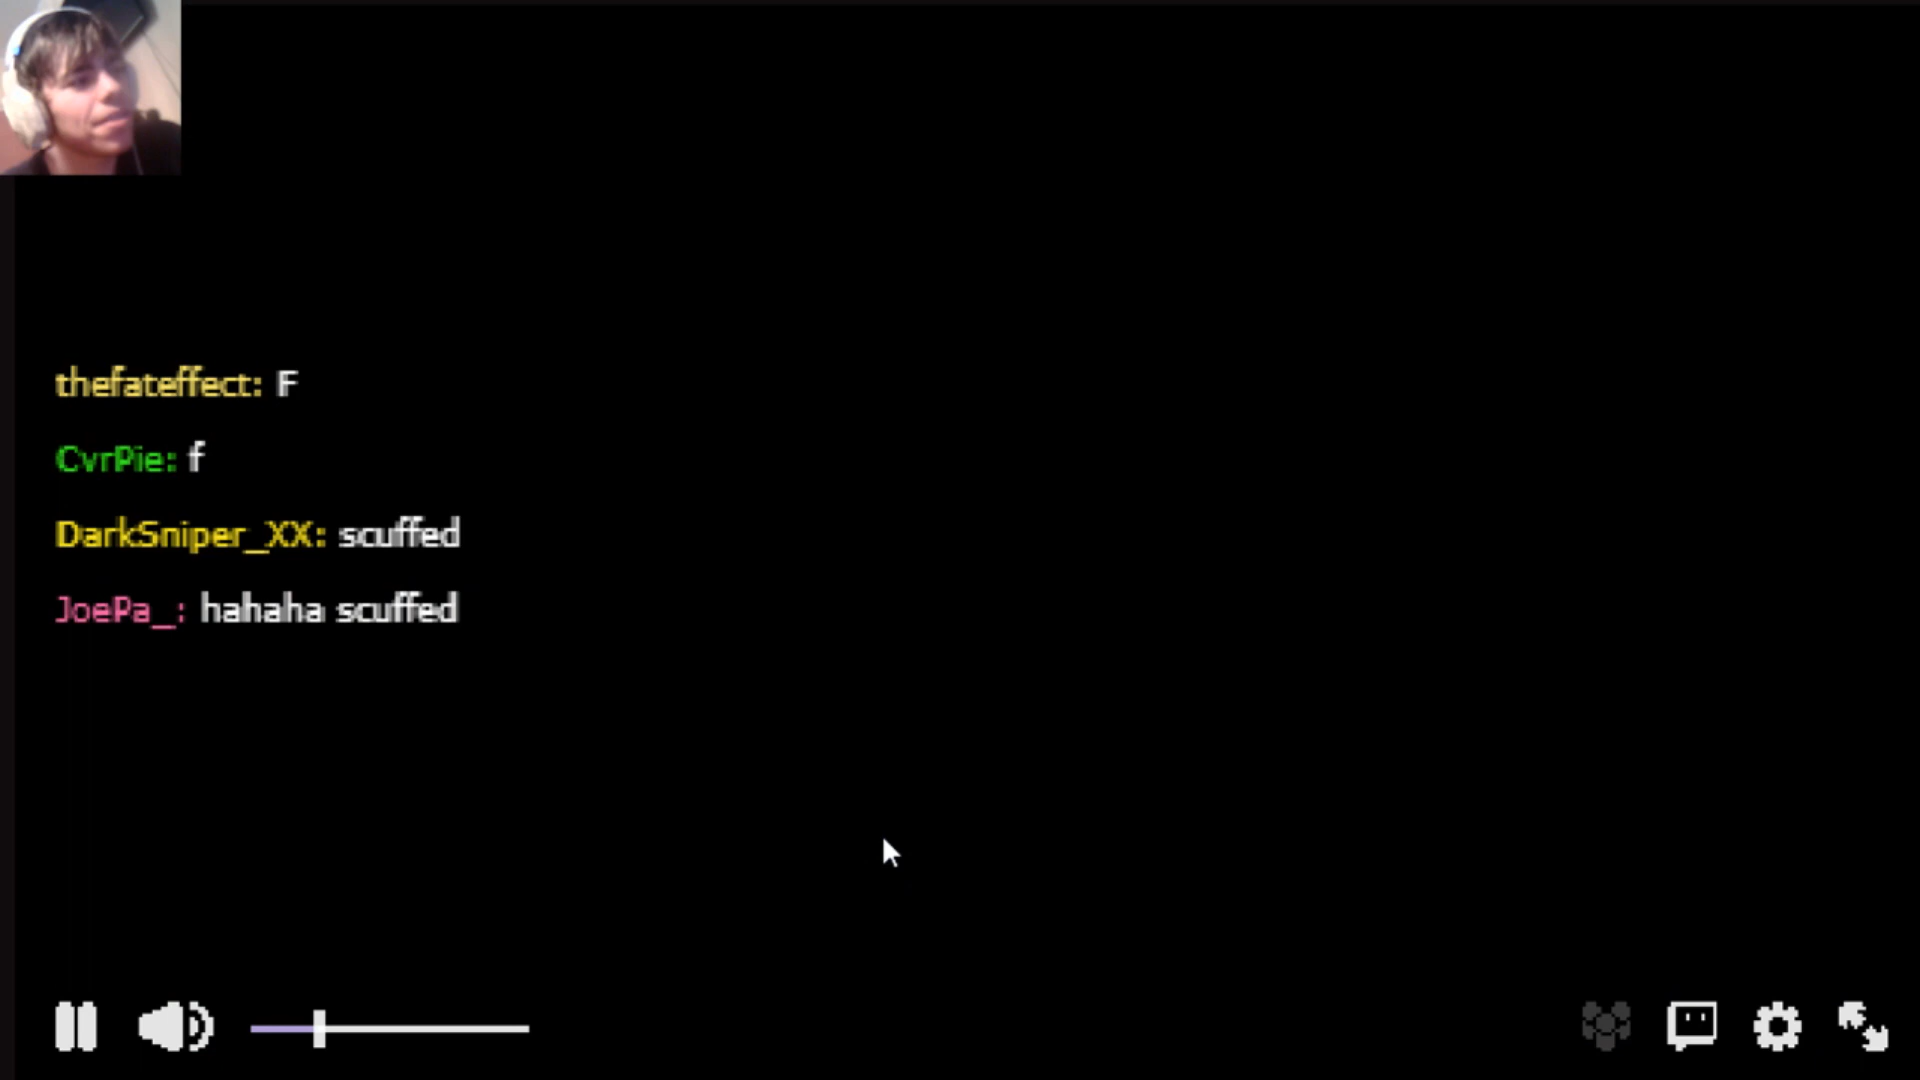 thefateffect: F
CvrPie: f
DarkSniper_XX: scuffed
JoePa_: hahaha scuffed